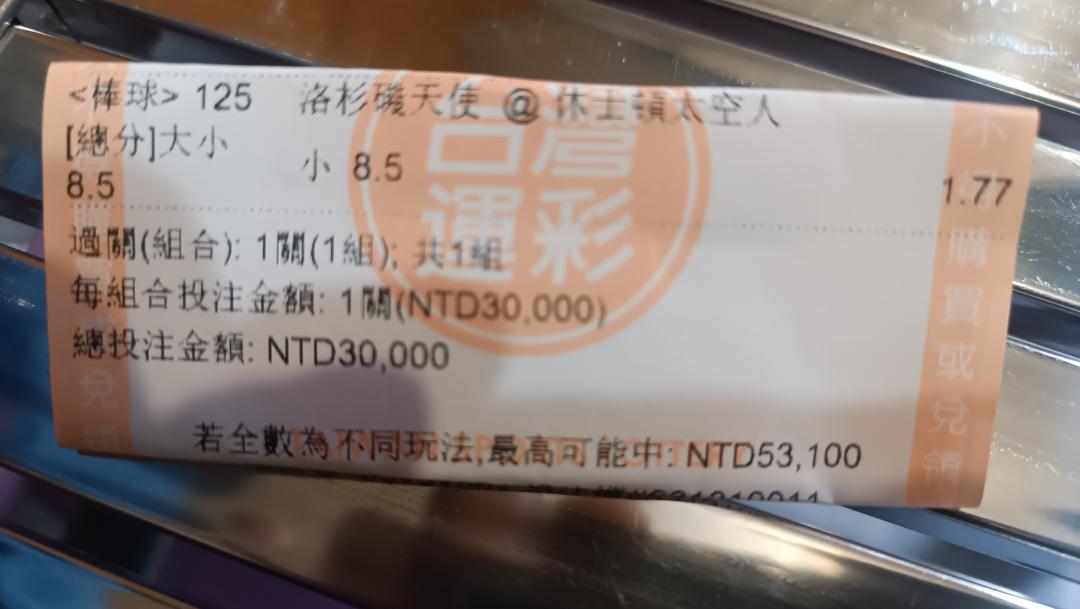 <棒球> 125 洛杉磯天使 @ 休士頓太空人
[總分]大小
8.5 小 8.5 1.77
過關(組合): 1關(1組); 共1組
每組合投注金額: 1關(NTD30,000)
總投注金額: NTD30,000
若全數為不同玩法,最高可能中: NTD53,100
台灣
運彩
購買或兌領
兌領